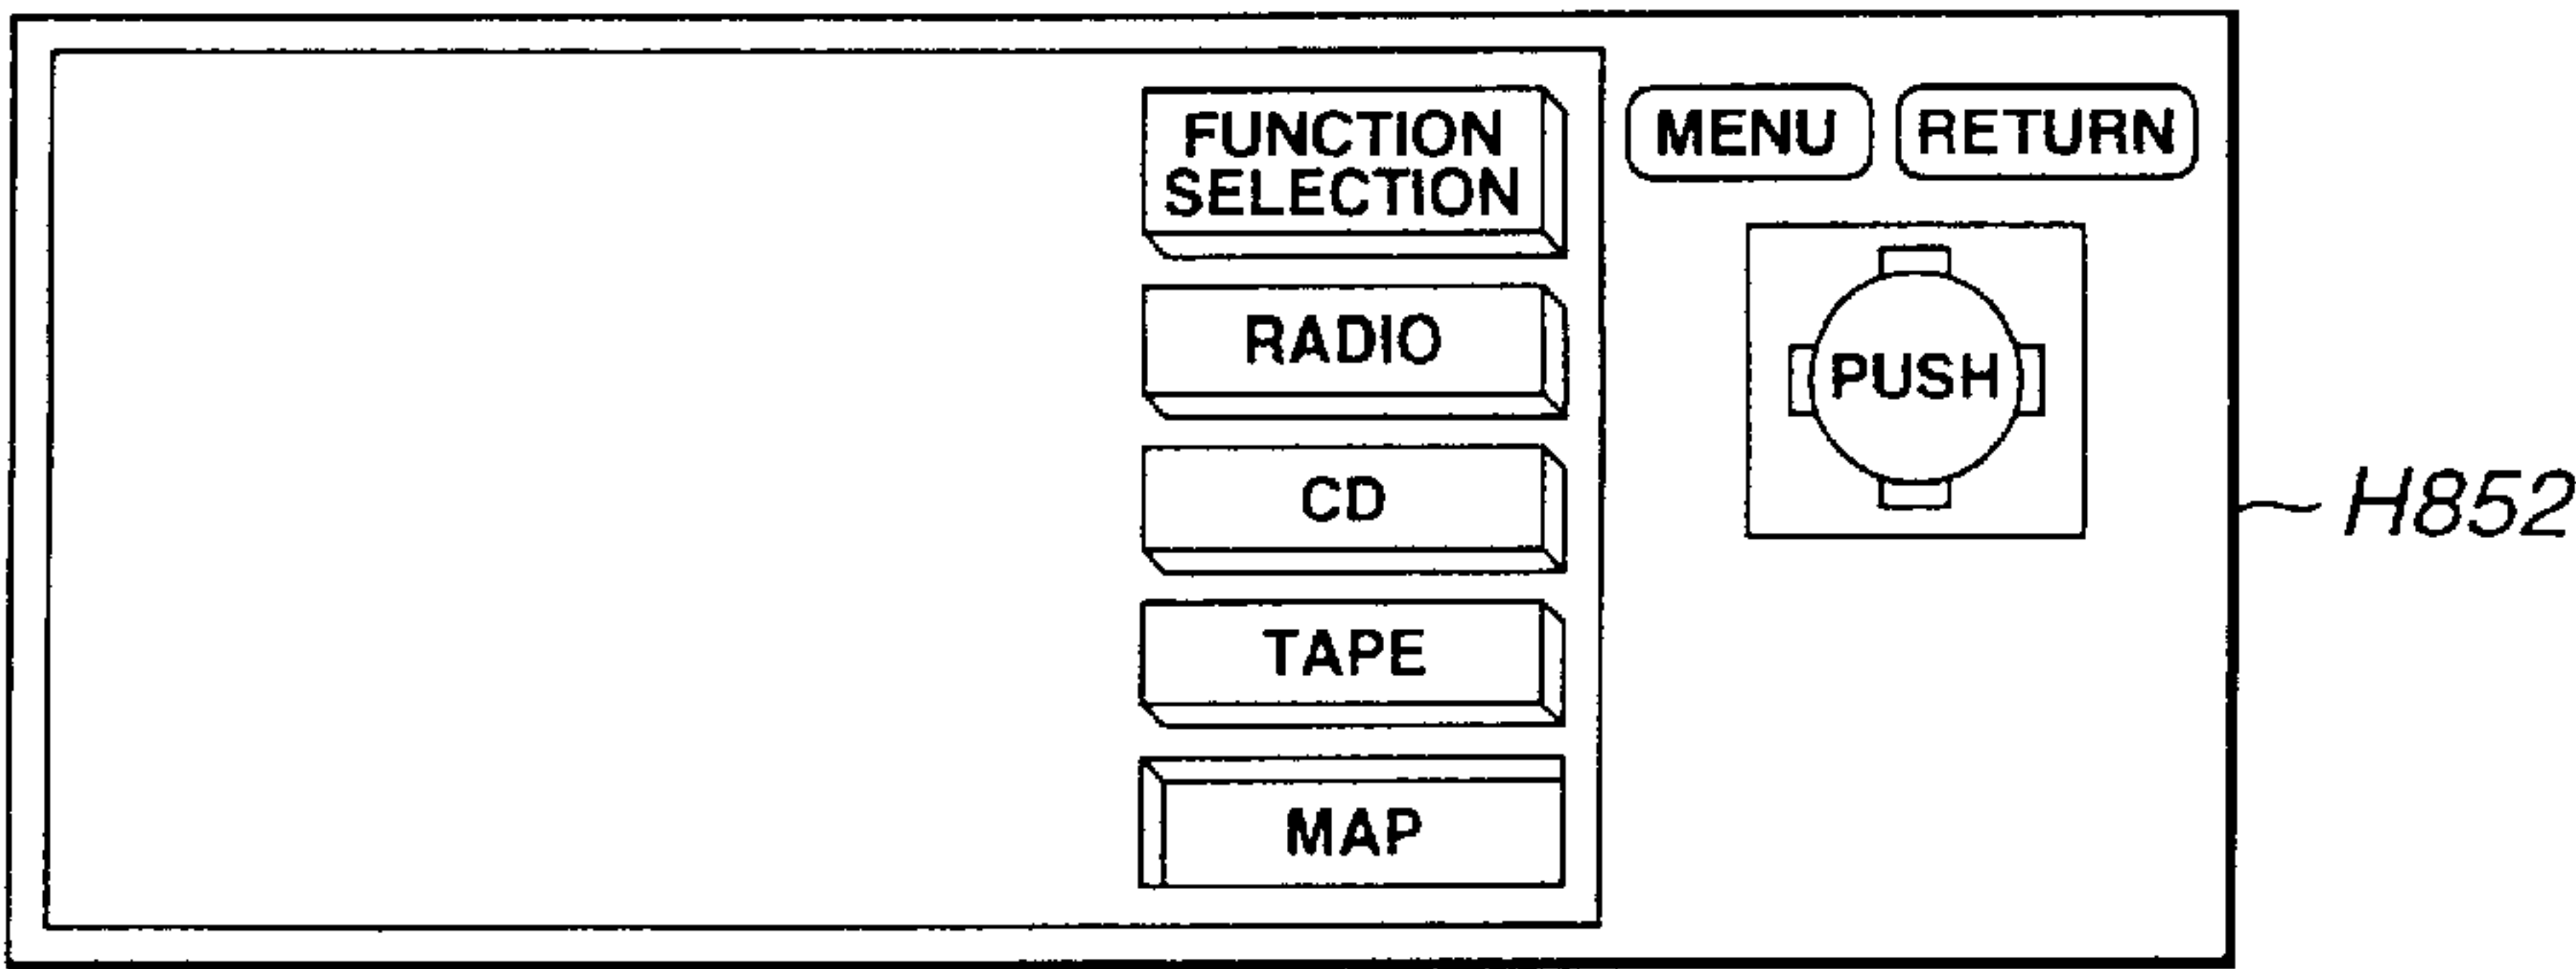 FUNCTION
SELECTION
MENU
RETURN
RADIO
PUSH
CD
H852
TAPE
MAP